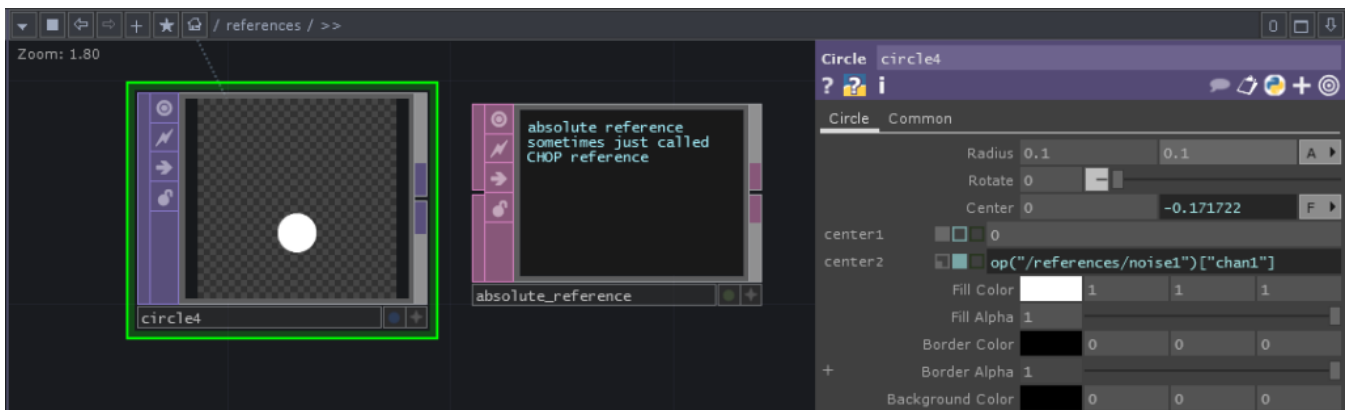 / references / >>
0
Zoom: 1.80
circle4
absolute reference
sometimes just called
CHOP reference
absolute_reference
Circle circle4
? ? i
Circle Common
Radius 0.1 0.1 A
Rotate 0
Center 0 -0.171722 F
center1 0
center2 op("/references/noise1")["chan1"]
Fill Color 1 1 1
Fill Alpha 1
Border Color 0 0 0
+ Border Alpha 1
Background Color 0 0 0